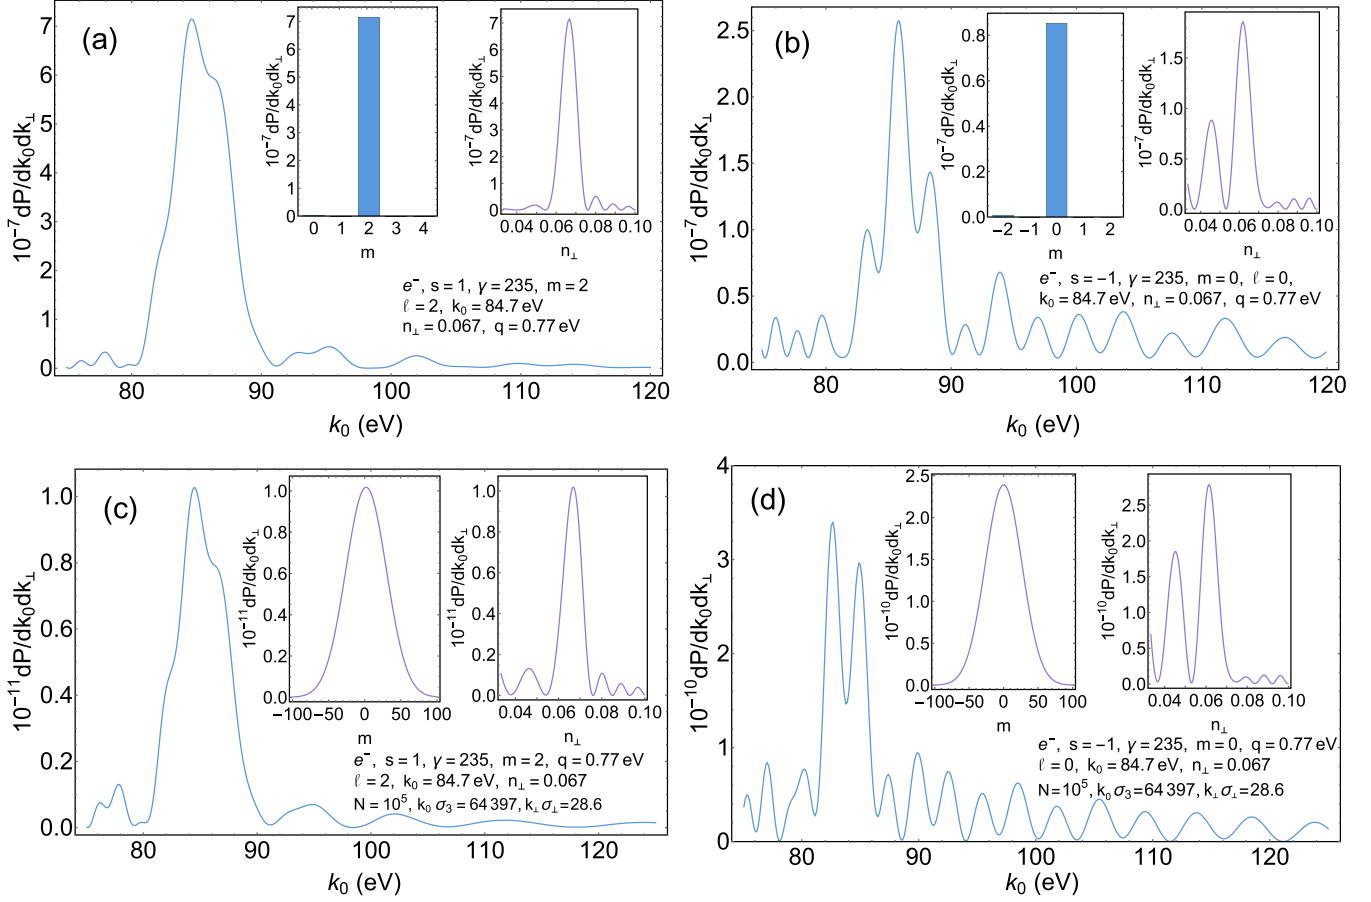 (a)
10⁻⁷dP/dk₀dk⊥
7
6
5
4
3
2
1
0
80 90 100 110 120
k₀ (eV)
10⁻⁷dP/dk₀dk⊥
7
6
5
4
3
2
1
0
0 1 2 3 4
m
10⁻⁷dP/dk₀dk⊥
7
6
5
4
3
2
1
0
0.04 0.06 0.08 0.10
n⊥
e⁻, s = 1, γ = 235, m = 2
ℓ = 2, k₀ = 84.7 eV
n⊥ = 0.067, q = 0.77 eV
(b)
10⁻⁷dP/dk₀dk⊥
2.5
2.0
1.5
1.0
0.5
0.0
80 90 100 110 120
k₀ (eV)
10⁻⁷dP/dk₀dk⊥
0.8
0.6
0.4
0.2
0.0
−2 −1 0 1 2
m
10⁻⁷dP/dk₀dk⊥
1.5
1.0
0.5
0.0
0.04 0.06 0.08 0.10
n⊥
e⁻, s = −1, γ = 235, m = 0, ℓ = 0,
k₀ = 84.7 eV, n⊥ = 0.067, q = 0.77 eV
(c)
10⁻¹¹dP/dk₀dk⊥
1.0
0.8
0.6
0.4
0.2
0.0
80 90 100 110 120
k₀ (eV)
10⁻¹¹dP/dk₀dk⊥
1.0
0.8
0.6
0.4
0.2
0.0
−100 −50 0 50 100
m
10⁻¹¹dP/dk₀dk⊥
1.0
0.8
0.6
0.4
0.2
0.0
0.04 0.06 0.08 0.10
n⊥
e⁻, s = 1, γ = 235, m = 2, q = 0.77 eV
ℓ = 2, k₀ = 84.7 eV, n⊥ = 0.067
N = 10⁵, k₀ σ₃ = 64 397, k⊥σ⊥ = 28.6
(d)
10⁻¹⁰dP/dk₀dk⊥
4
3
2
1
0
80 90 100 110 120
k₀ (eV)
10⁻¹⁰dP/dk₀dk⊥
2.5
2.0
1.5
1.0
0.5
0.0
−100 −50 0 50 100
m
10⁻¹⁰dP/dk₀dk⊥
2.5
2.0
1.5
1.0
0.5
0.0
0.04 0.06 0.08 0.10
n⊥
e⁻, s = −1, γ = 235, m = 0, q = 0.77 eV
ℓ = 0, k₀ = 84.7 eV, n⊥ = 0.067
N = 10⁵, k₀ σ₃ = 64 397, k⊥σ⊥ = 28.6